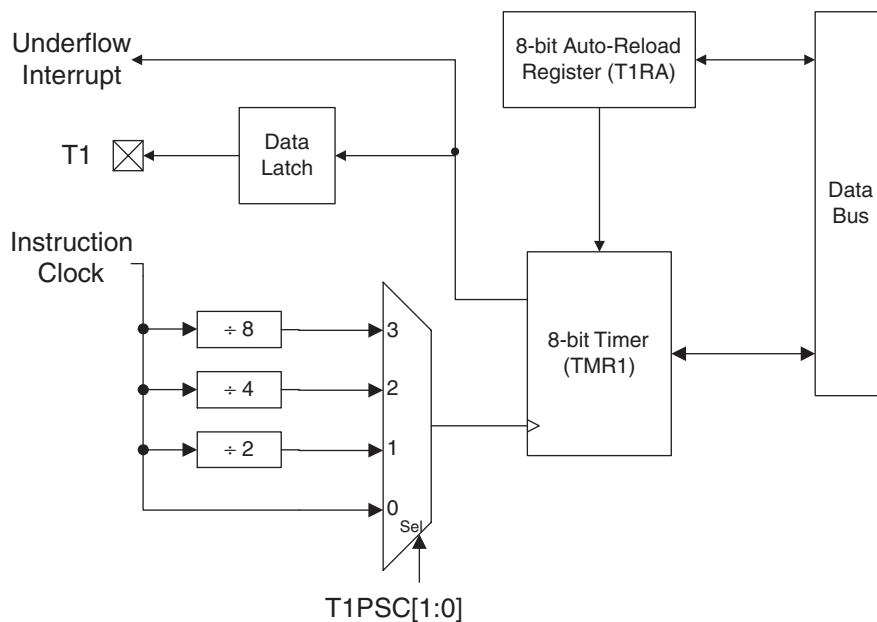 Underflow
Interrupt
8-bit Auto-Reload
Register (T1RA)
T1
Data
Latch
Data
Bus
Instruction
Clock
÷ 8
3
8-bit Timer
(TMR1)
÷ 4
2
÷ 2
1
0
Sel
T1PSC[1:0]